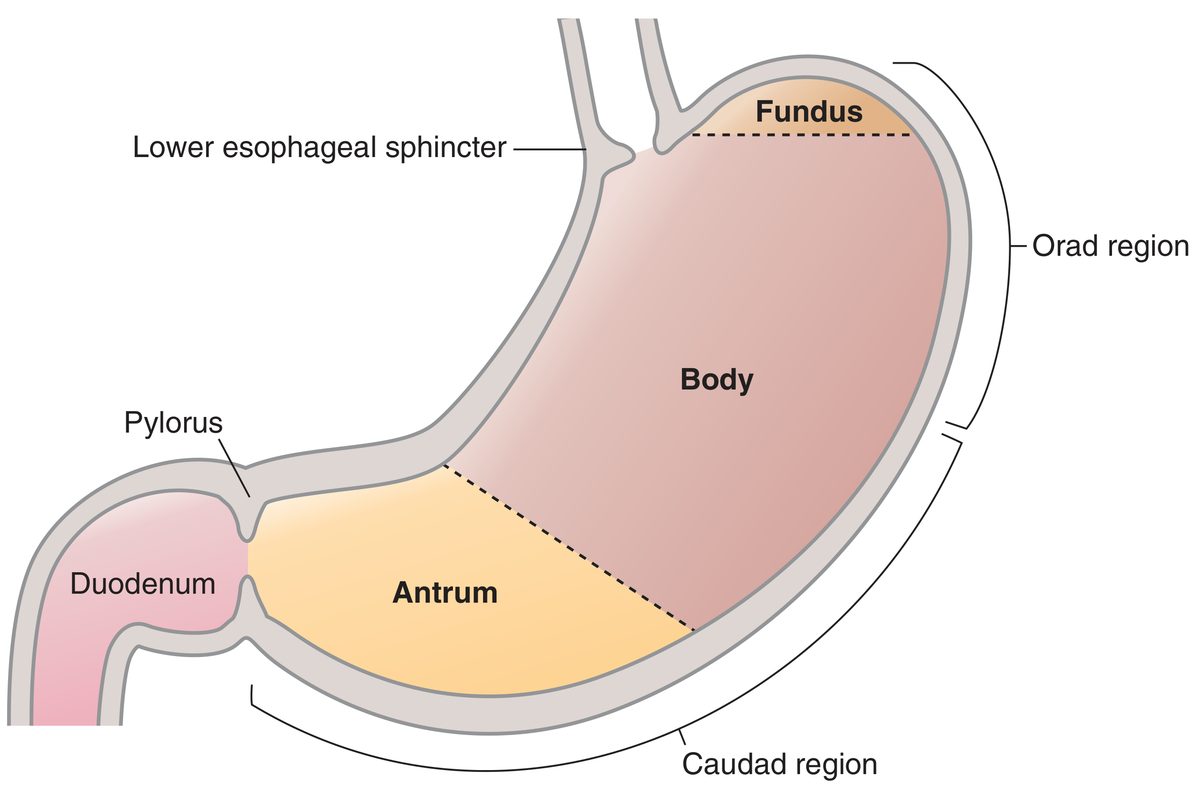 Fundus
Lower esophageal sphincter
Orad region
Body
Pylorus
Duodenum
Antrum
Caudad region